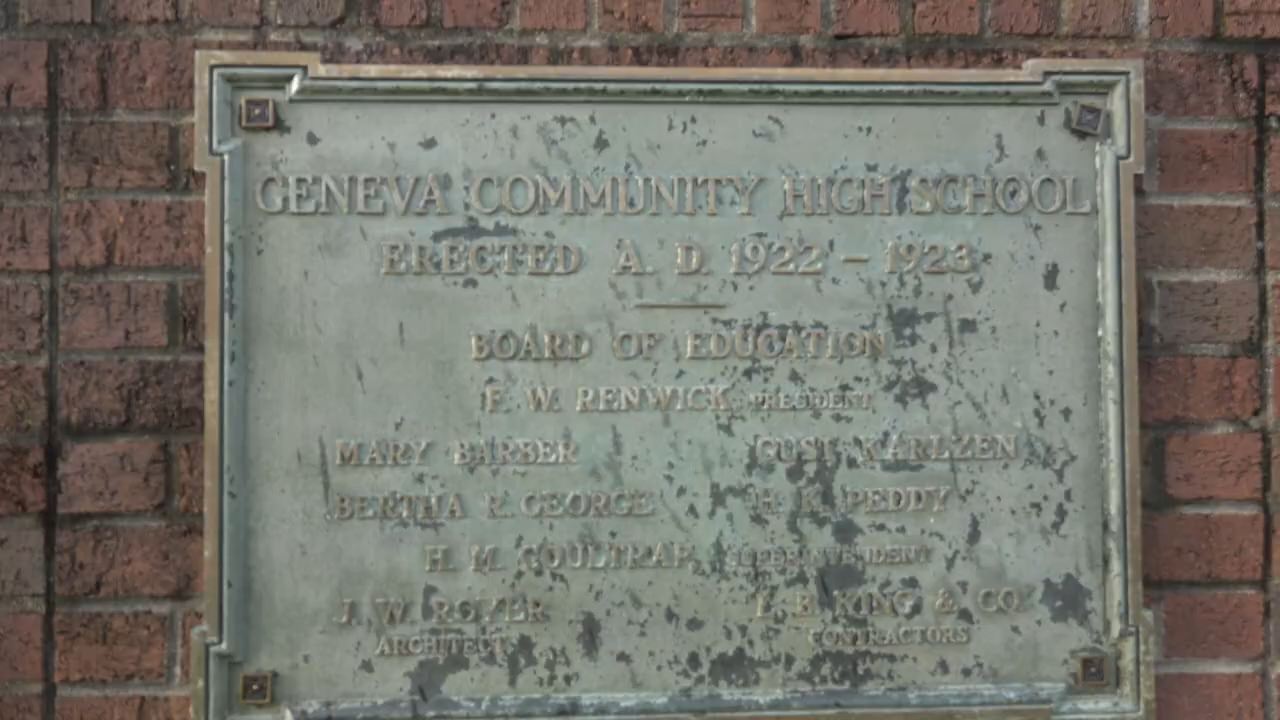 GENEVA COMMUNITY HIGH SCHOOL
ERECTED A. D. 1922 – 1923
BOARD OF EDUCATION
F. W. RENWICK PRESIDENT
MARY BARBER GUST KARLZEN
BERTHA R. GEORGE H. K. PEDDY
H. M. COULTRAP, SUPERINTENDENT
J. W. ROYER KING & CO.
ARCHITECT CONTRACTORS